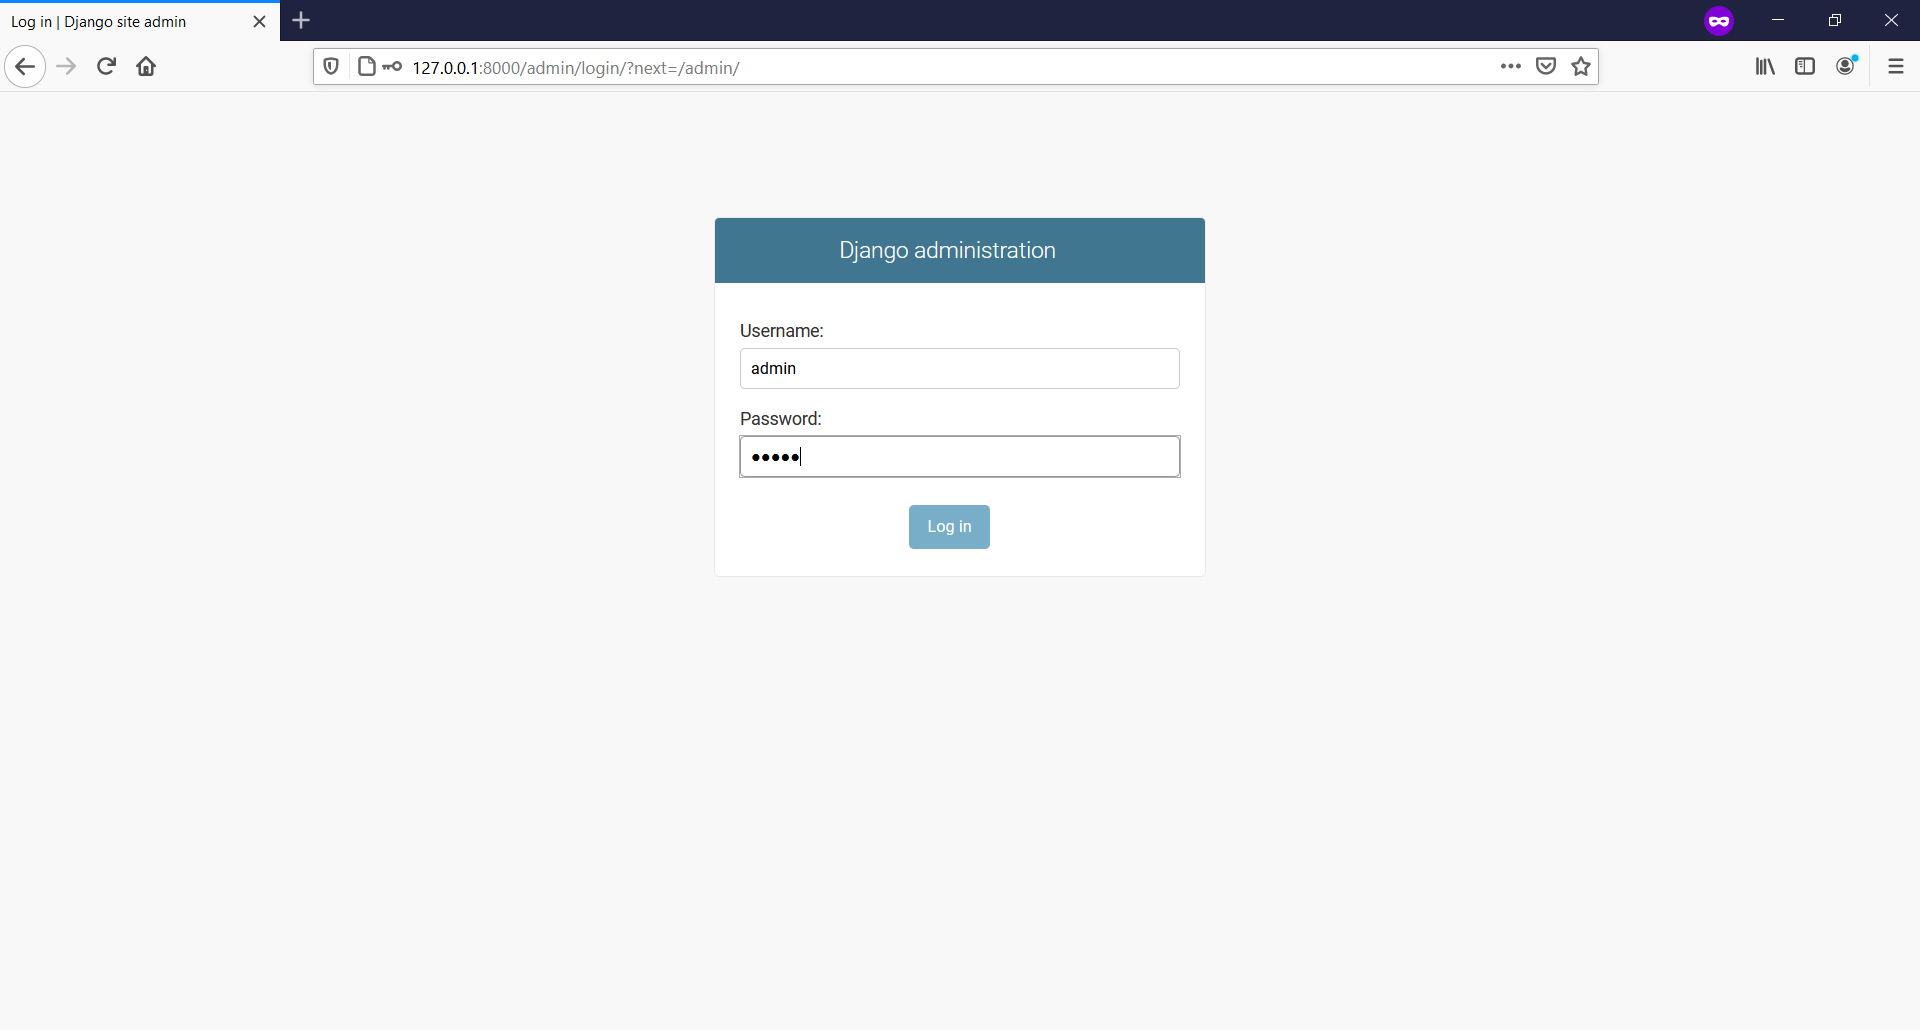 Log in | Django site admin
127.0.0.1:8000/admin/login/?next=/admin/
Django administration
Username:
admin
Password:
•••••
Log in